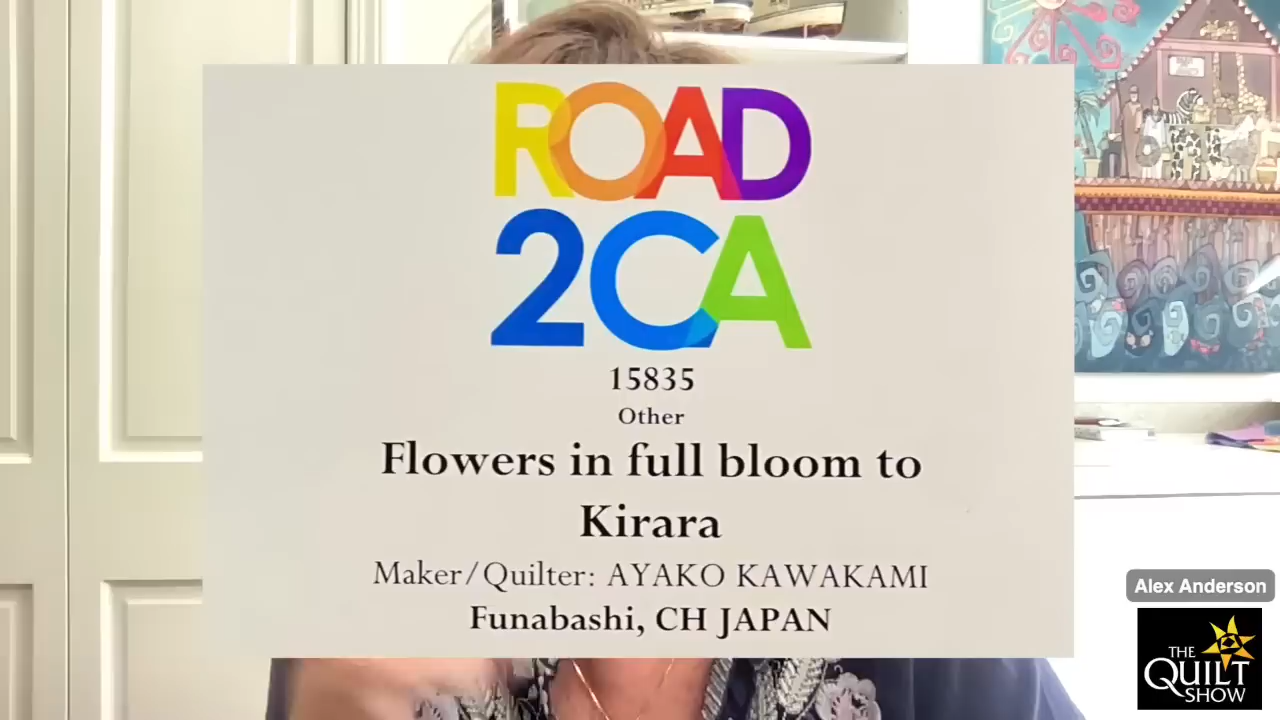 ROAD
2CA
15835
Other
Flowers in full bloom to
Kirara
Maker/Quilter: AYAKO KAWAKAMI
Funabashi, CH JAPAN
Alex Anderson
THE
QUILT
SHOW